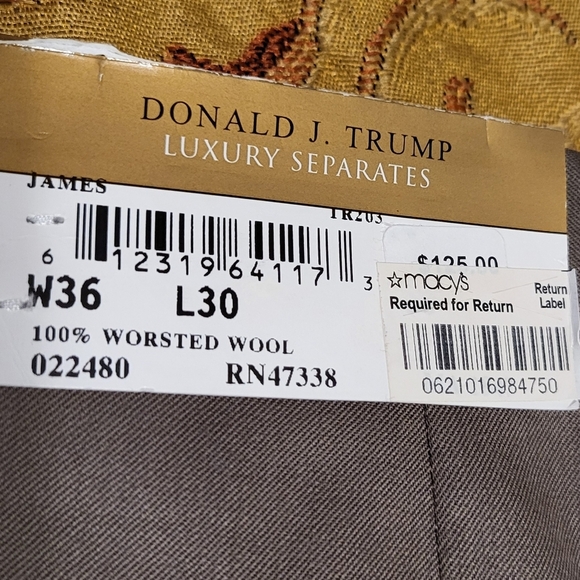 DONALD J. TRUMP
LUXURY SEPARATES
JAMES
TR203
6 12319 64117 3
$125.00
W36 L30
100% WORSTED WOOL
022480 RN47338
☆macy's
Return
Label
Required for Return
0621016984750